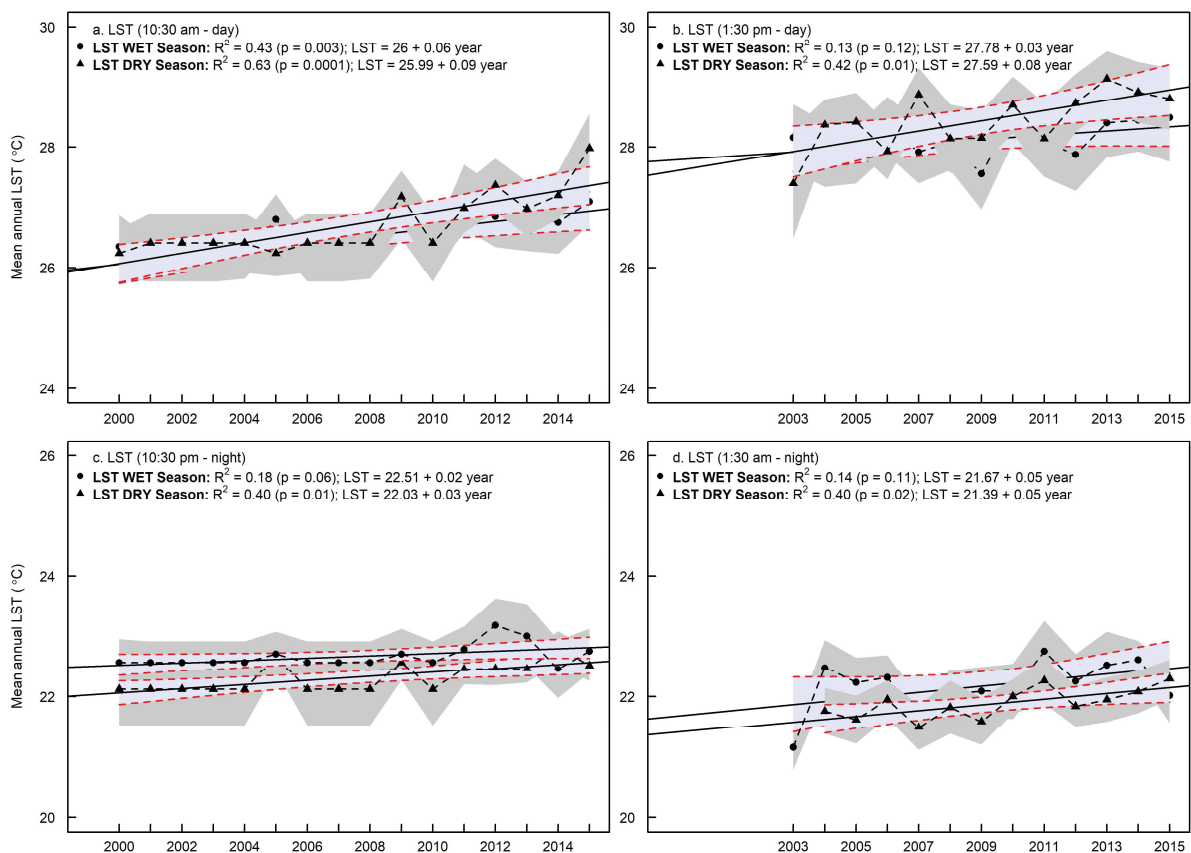 a. LST (10:30 am - day)
LST WET Season: R² = 0.43 (p = 0.003); LST = 26 + 0.06 year
LST DRY Season: R² = 0.63 (p = 0.0001); LST = 25.99 + 0.09 year
Mean annual LST (°C)
30
28
26
24
2000 2002 2004 2006 2008 2010 2012 2014
b. LST (1:30 pm - day)
LST WET Season: R² = 0.13 (p = 0.12); LST = 27.78 + 0.03 year
LST DRY Season: R² = 0.42 (p = 0.01); LST = 27.59 + 0.08 year
30
28
26
24
2003 2005 2007 2009 2011 2013 2015
c. LST (10:30 pm - night)
LST WET Season: R² = 0.18 (p = 0.06); LST = 22.51 + 0.02 year
LST DRY Season: R² = 0.40 (p = 0.01); LST = 22.03 + 0.03 year
Mean annual LST (°C)
26
24
22
20
2000 2002 2004 2006 2008 2010 2012 2014
d. LST (1:30 am - night)
LST WET Season: R² = 0.14 (p = 0.11); LST = 21.67 + 0.05 year
LST DRY Season: R² = 0.40 (p = 0.02); LST = 21.39 + 0.05 year
26
24
22
20
2003 2005 2007 2009 2011 2013 2015